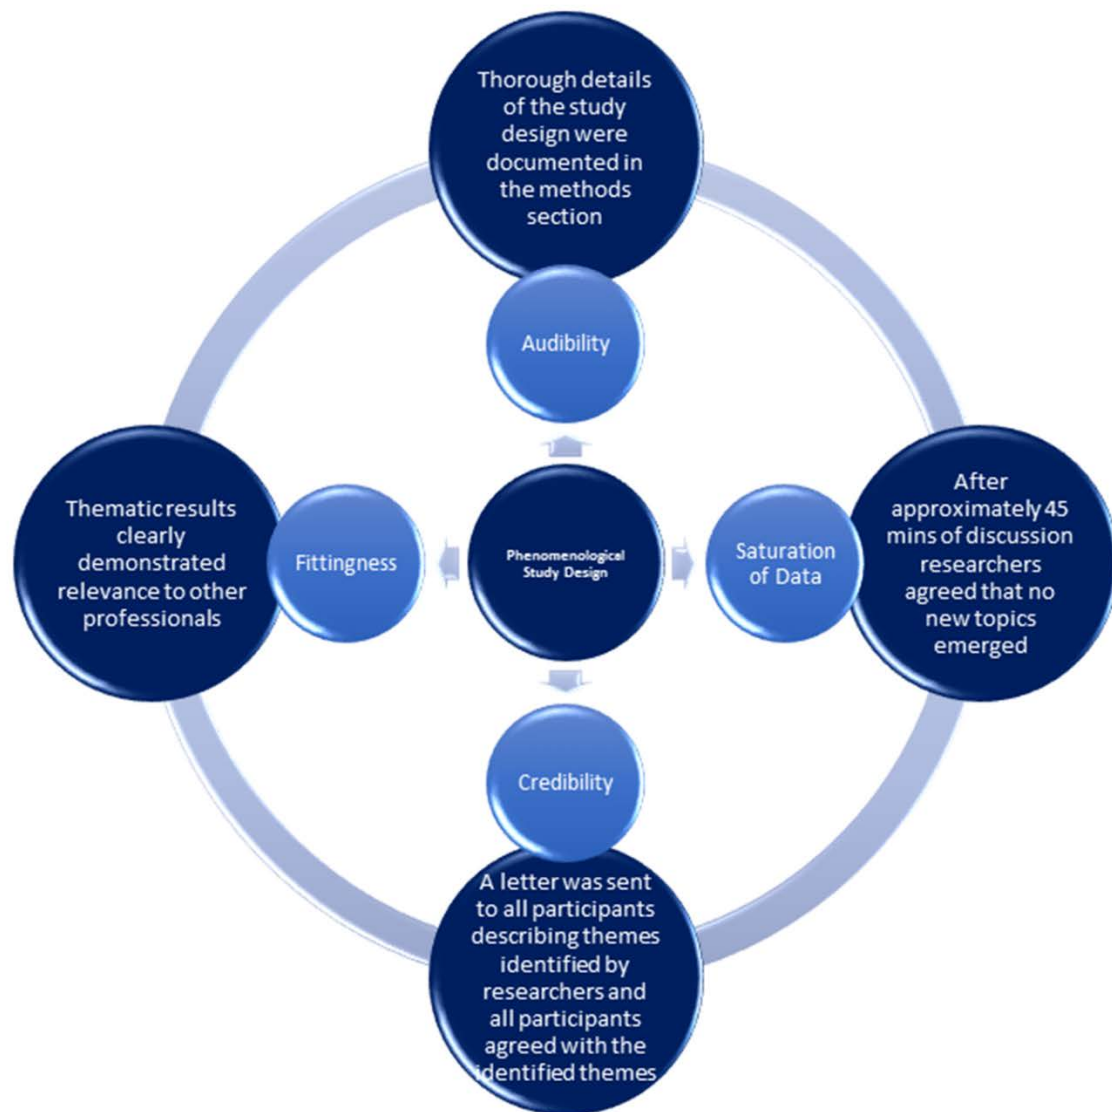 Thorough details
of the study
design were
documented in
the methods
section
Audibility
Thematic results
clearly
demonstrated
relevance to other
professionals
Fittingness
Phenomenological
Study Design
Saturation
of Data
After
approximately 45
mins of discussion
researchers
agreed that no
new topics
emerged
Credibility
A letter was sent
to all participants
describing themes
identified by
researchers and
all participants
agreed with the
identified themes